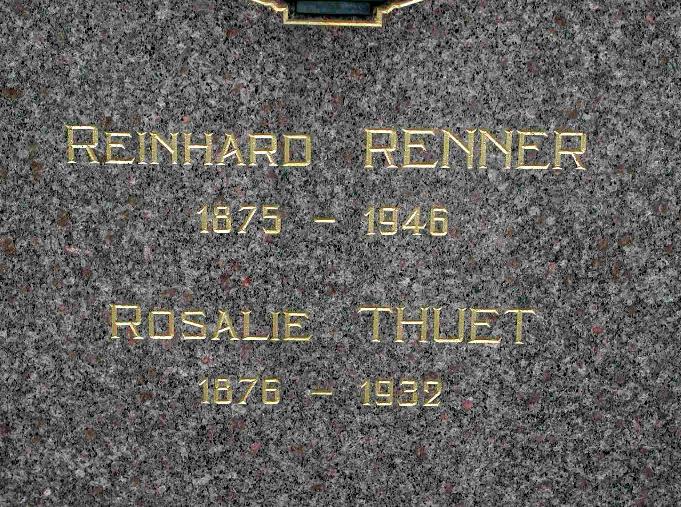 REINHARD RENNER
1875 - 1946
ROSALIE THUET
1876 - 1932